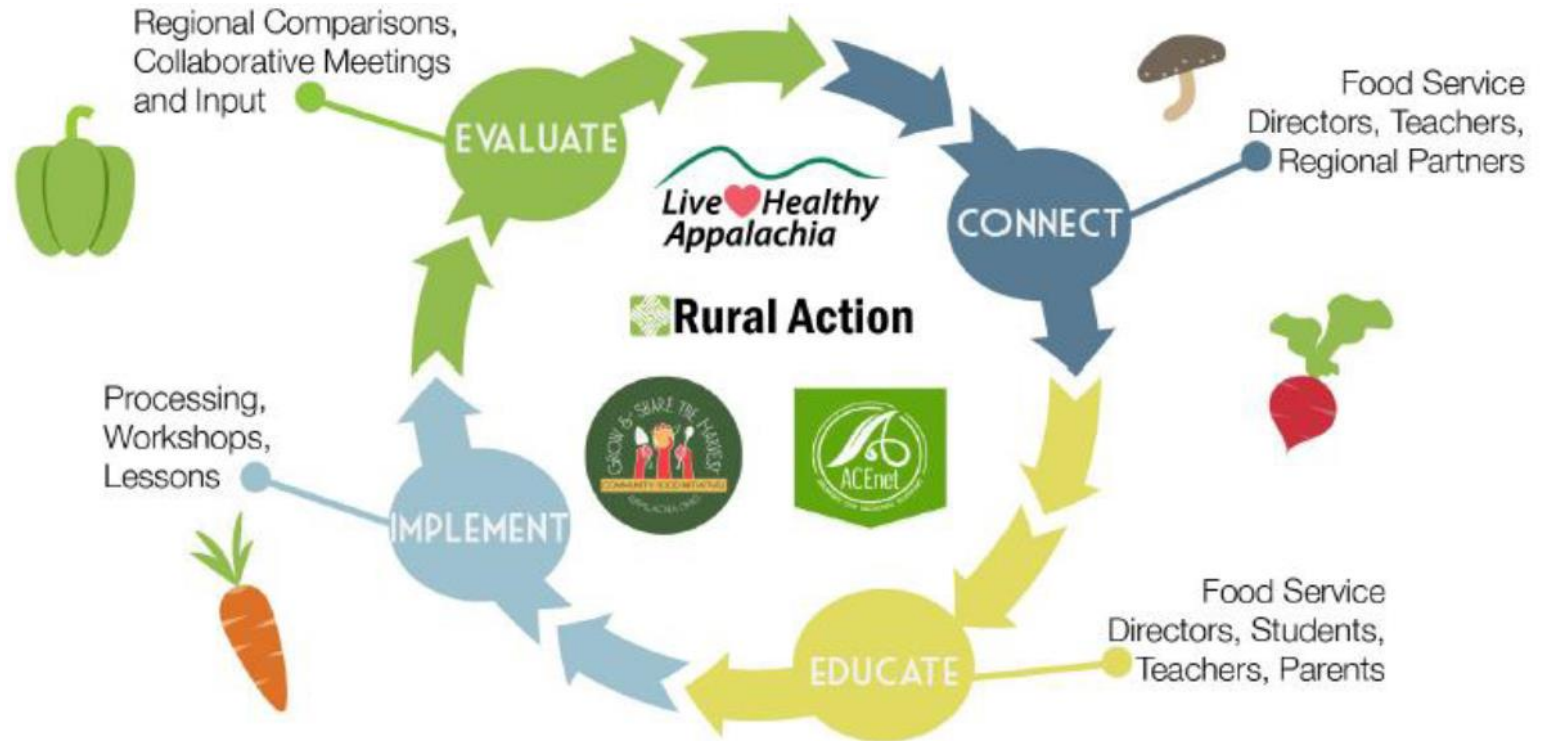 Regional Comparisons,
Collaborative Meetings
and Input
EVALUATE
Food Service
Directors, Teachers,
Regional Partners
CONNECT
Live Healthy
Appalachia
Rural Action
GROW & SHARE THE HARVEST
COMMUNITY FOOD INITIATIVES
APPALACHIA OHIO
ACEnet
Processing,
Workshops,
Lessons
IMPLEMENT
Food Service
Directors, Students,
Teachers, Parents
EDUCATE